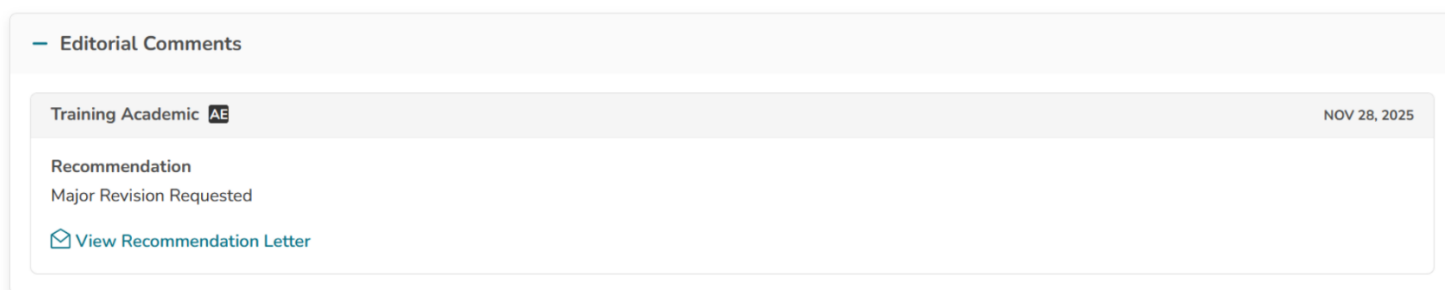 Editorial Comments
Training Academic AE NOV 28, 2025
Recommendation
Major Revision Requested
View Recommendation Letter